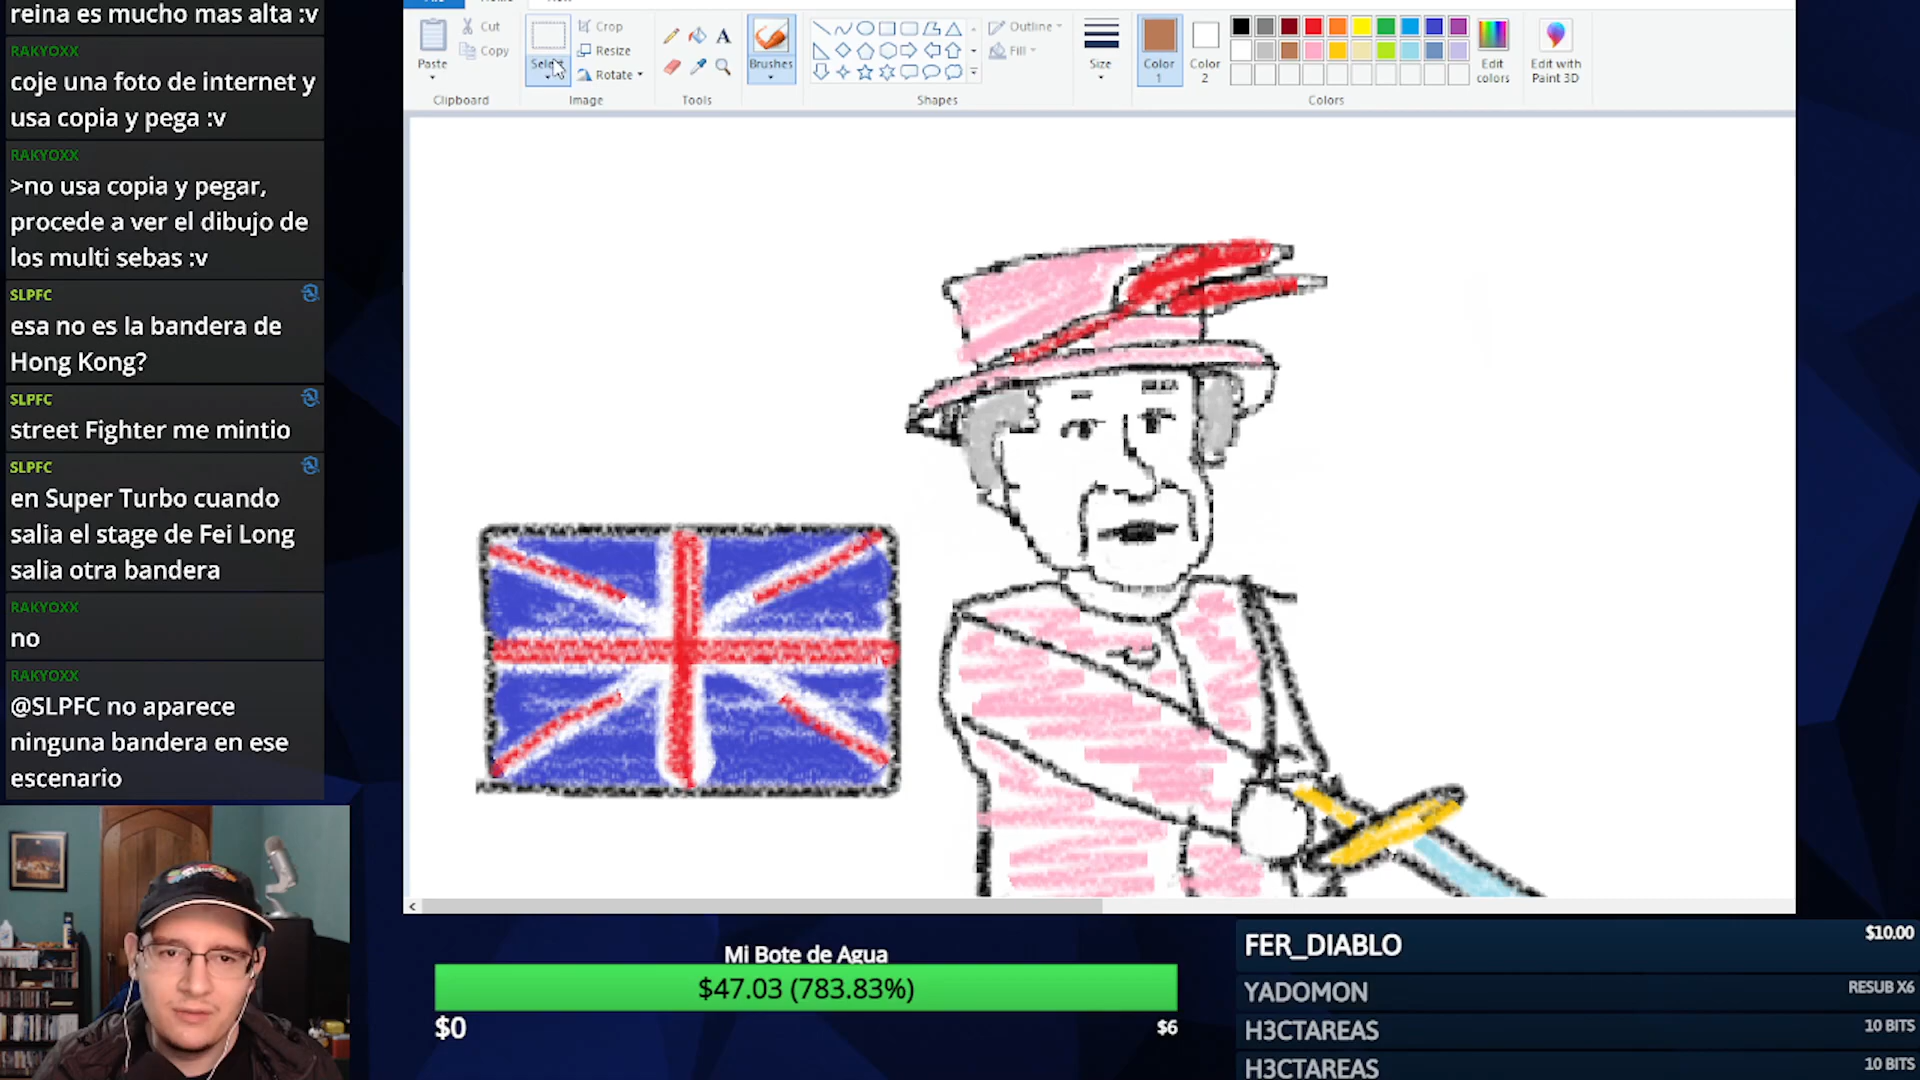 reina es mucho mas alta :v
RAKYOXX
coje una foto de internet y
usa copia y pega :v
RAKYOXX
>no usa copia y pegar,
procede a ver el dibujo de
los multi sebas :v
SLPFC
esa no es la bandera de
Hong Kong?
SLPFC
street Fighter me mintio
SLPFC
en Super Turbo cuando
salia el stage de Fei Long
salia otra bandera
RAKYOXX
no
RAKYOXX
@SLPFC no aparece
ninguna bandera en ese
escenario
Paste
Cut
Copy
Clipboard
Select
Crop
Resize
Rotate
Image
A
Tools
Brushes
Outline
Fill
Shapes
Size
Color
1
Color
2
Edit
colors
Colors
Edit with
Paint 3D
Mi Bote de Agua
$47.03 (783.83%)
$0
$6
FER_DIABLO
$10.00
YADOMON
RESUB X6
H3CTAREAS
10 BITS
H3CTAREAS
10 BITS